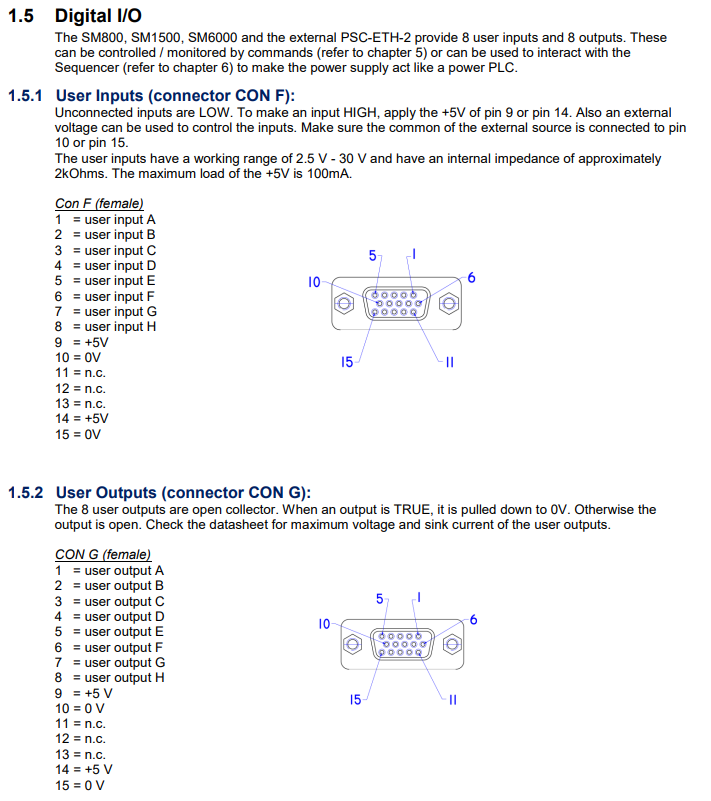 1.5 Digital I/O
The SM800, SM1500, SM6000 and the external PSC-ETH-2 provide 8 user inputs and 8 outputs. These
can be controlled / monitored by commands (refer to chapter 5) or can be used to interact with the
Sequencer (refer to chapter 6) to make the power supply act like a power PLC.
1.5.1 User Inputs (connector CON F):
Unconnected inputs are LOW. To make an input HIGH, apply the +5V of pin 9 or pin 14. Also an external
voltage can be used to control the inputs. Make sure the common of the external source is connected to pin
10 or pin 15.
The user inputs have a working range of 2.5 V - 30 V and have an internal impedance of approximately
2kOhms. The maximum load of the +5V is 100mA.
Con F (female)
1 = user input A
2 = user input B
3 = user input C
4 = user input D
5 = user input E
6 = user input F
7 = user input G
8 = user input H
9 = +5V
10 = 0V
11 = n.c.
12 = n.c.
13 = n.c.
14 = +5V
15 = 0V
5 1
10 6
15 11
1.5.2 User Outputs (connector CON G):
The 8 user outputs are open collector. When an output is TRUE, it is pulled down to 0V. Otherwise the
output is open. Check the datasheet for maximum voltage and sink current of the user outputs.
CON G (female)
1 = user output A
2 = user output B
3 = user output C
4 = user output D
5 = user output E
6 = user output F
7 = user output G
8 = user output H
9 = +5 V
10 = 0 V
11 = n.c.
12 = n.c.
13 = n.c.
14 = +5 V
15 = 0 V
5 1
10 6
15 11